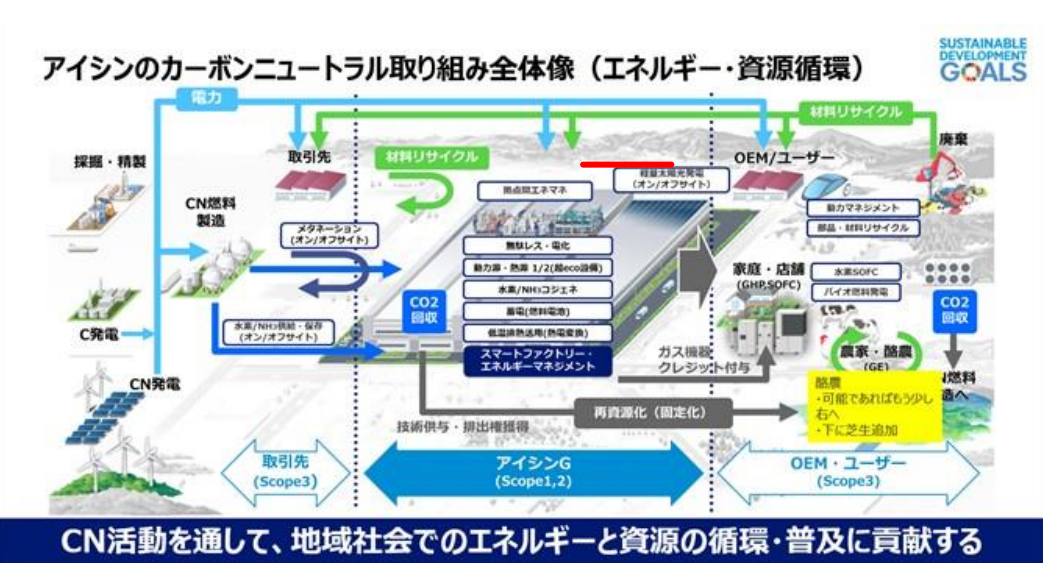 アイシンのカーボンニュートラル取り組み全体像（エネルギー・資源循環）
SUSTAINABLE
DEVELOPMENT
GOALS
電力
材料リサイクル
採掘・精製
取引先
材料リサイクル
OEM/ユーザー
廃棄
軽量太陽光発電
(オン/オフサイト)
拠点間エネマネ
CN燃料
製造
動力マネジメント
部品・材料リサイクル
メタネーション
(オン/オフサイト)
無駄レス・電化
動力源・熱源 1/2(超eco設備)
水素/NH₃コジェネ
蓄電(燃料電池)
低温排熱活用(熱電変換)
スマートファクトリー・
エネルギーマネジメント
家庭・店舗
(GHP,SOFC)
水素SOFC
バイオ燃料発電
CO2
回収
CO2
回収
C発電
水素/NH₃供給・保存
(オン/オフサイト)
ガス機器
クレジット付与
農家・酪農
(GE)
CN発電
N燃料
造へ
酪農
・可能であればもう少し
右へ
・下に芝生追加
再資源化（固定化）
技術供与・排出権獲得
取引先
(Scope3)
アイシンG
(Scope1,2)
OEM・ユーザー
(Scope3)
CN活動を通して、地域社会でのエネルギーと資源の循環・普及に貢献する